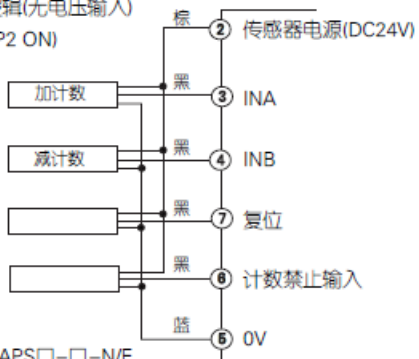 辑(无电压输入)
P2 ON)
棕
② 传感器电源(DC24V)
黑
加计数
③ INA
黑
减计数
④ INB
黑
⑦ 复位
黑
⑥ 计数禁止输入
蓝
⑤ 0V
APS□-□-N/F